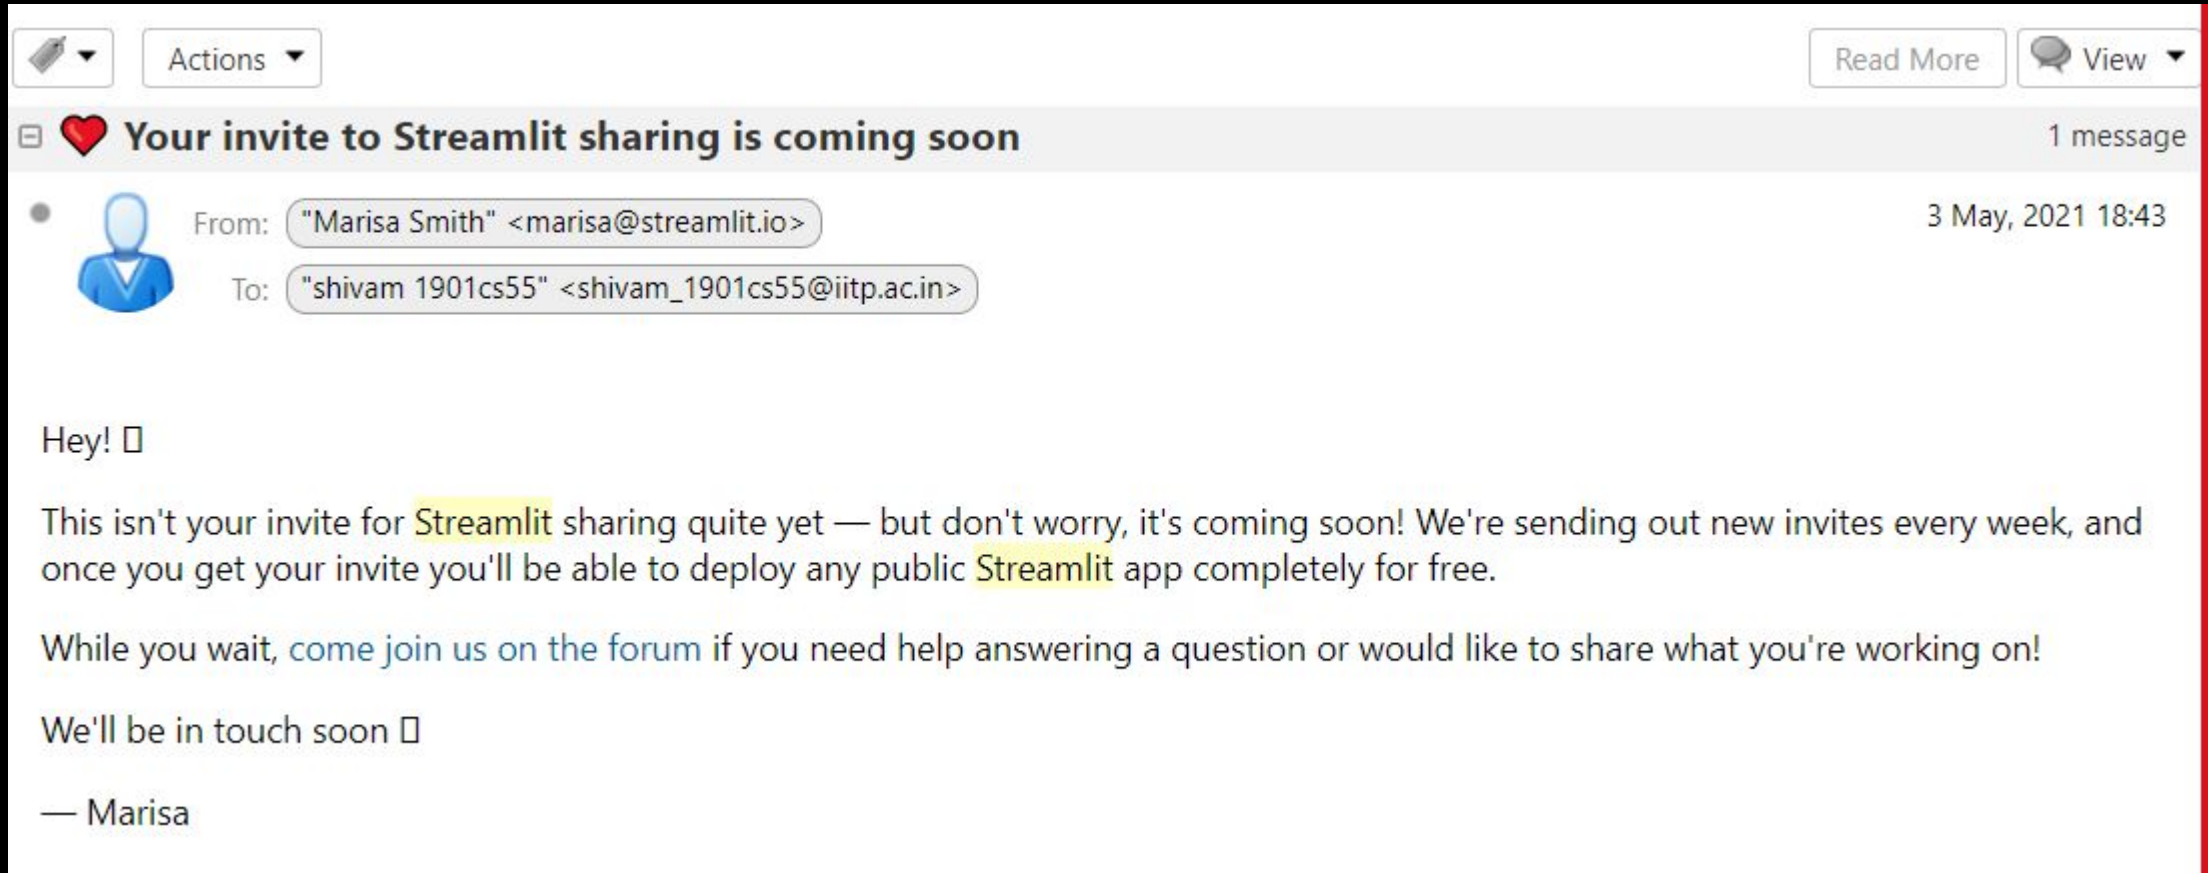 Actions
Read More
View
❤️ Your invite to Streamlit sharing is coming soon
1 message
From: "Marisa Smith" <marisa@streamlit.io>
3 May, 2021 18:43
To: "shivam 1901cs55" <shivam_1901cs55@iitp.ac.in>
Hey! ▯
This isn't your invite for Streamlit sharing quite yet — but don't worry, it's coming soon! We're sending out new invites every week, and
once you get your invite you'll be able to deploy any public Streamlit app completely for free.
While you wait, come join us on the forum if you need help answering a question or would like to share what you're working on!
We'll be in touch soon ▯
— Marisa